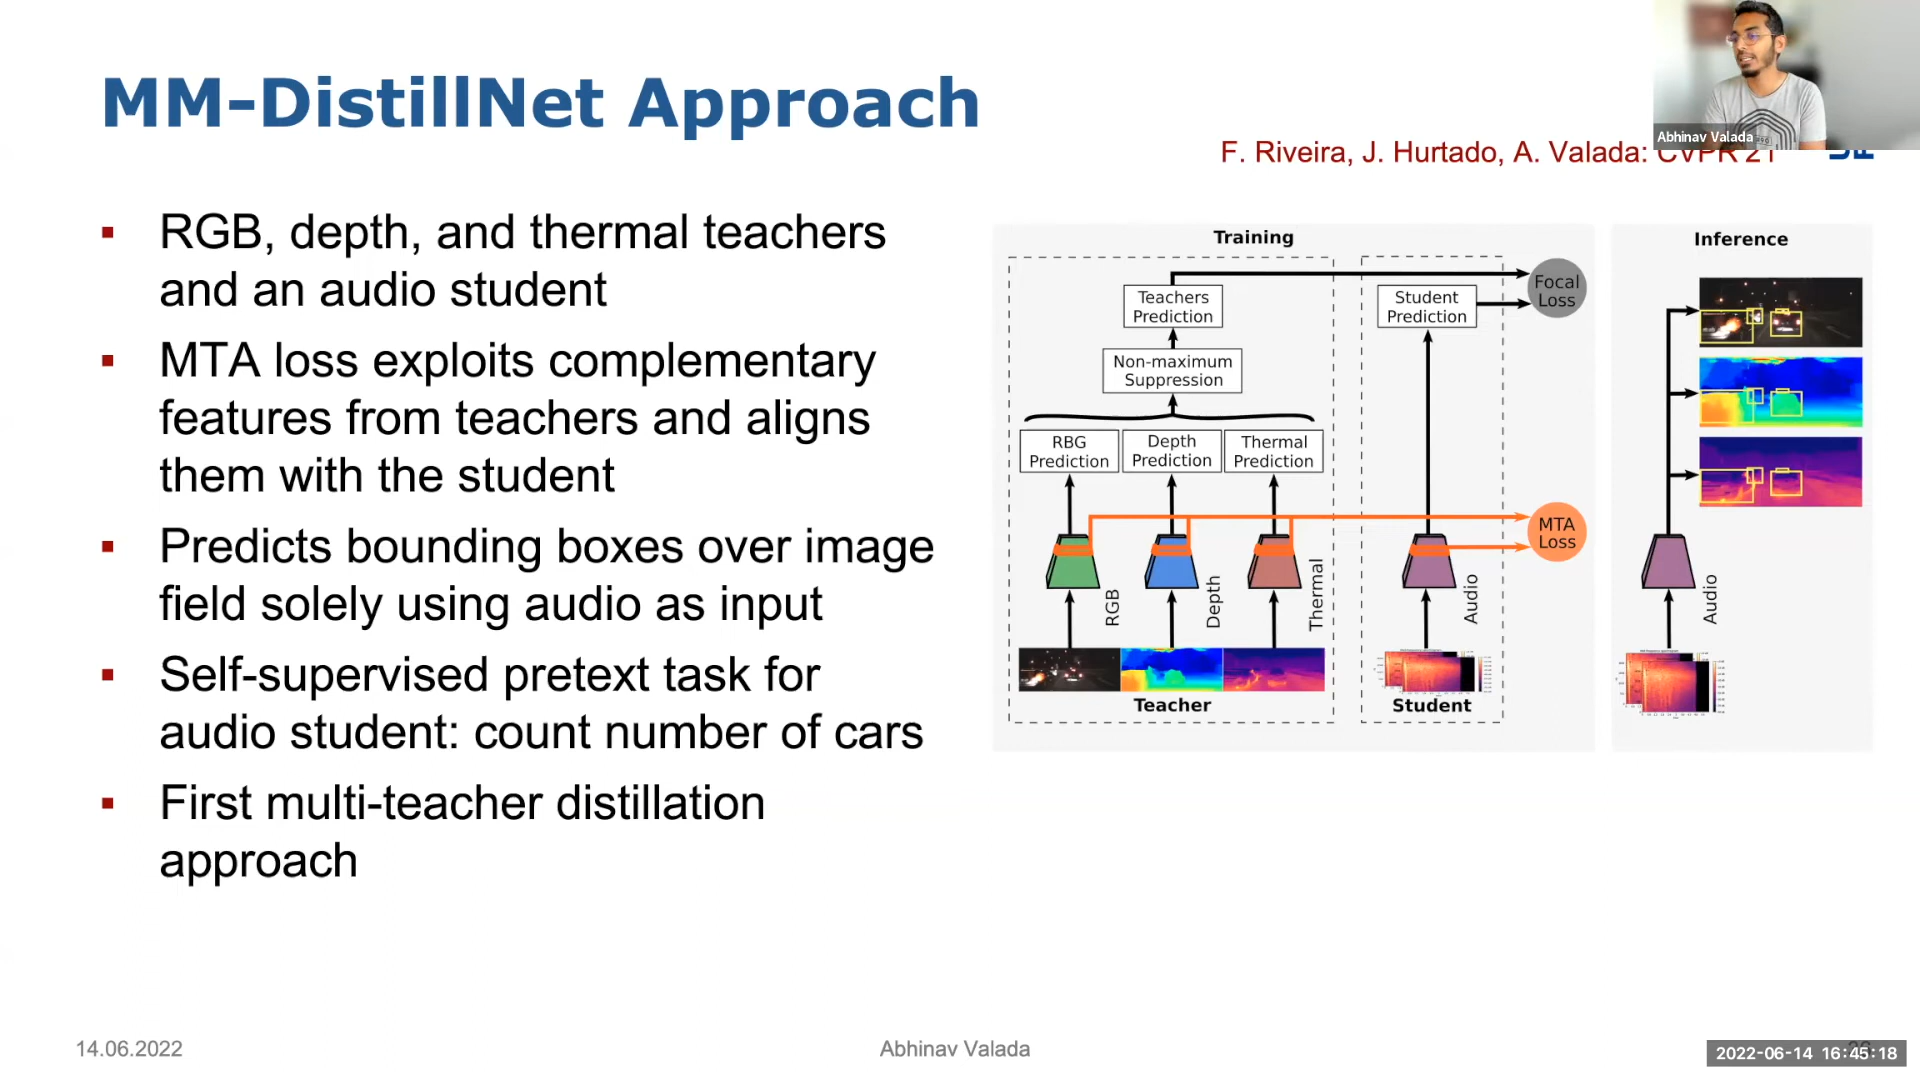 MM-DistillNet Approach
Abhinav Valada
F. Riveira, J. Hurtado, A. Valada: CVPR'21
▪ RGB, depth, and thermal teachers
and an audio student
▪ MTA loss exploits complementary
features from teachers and aligns
them with the student
▪ Predicts bounding boxes over image
field solely using audio as input
▪ Self-supervised pretext task for
audio student: count number of cars
▪ First multi-teacher distillation
approach
Training
Teachers
Prediction
Student
Prediction
Focal
Loss
Non-maximum
Suppression
RBG
Prediction
Depth
Prediction
Thermal
Prediction
MTA
Loss
RGB
Depth
Thermal
Audio
Teacher
Student
Inference
Audio
14.06.2022
Abhinav Valada
2022-06-14 16:45:18